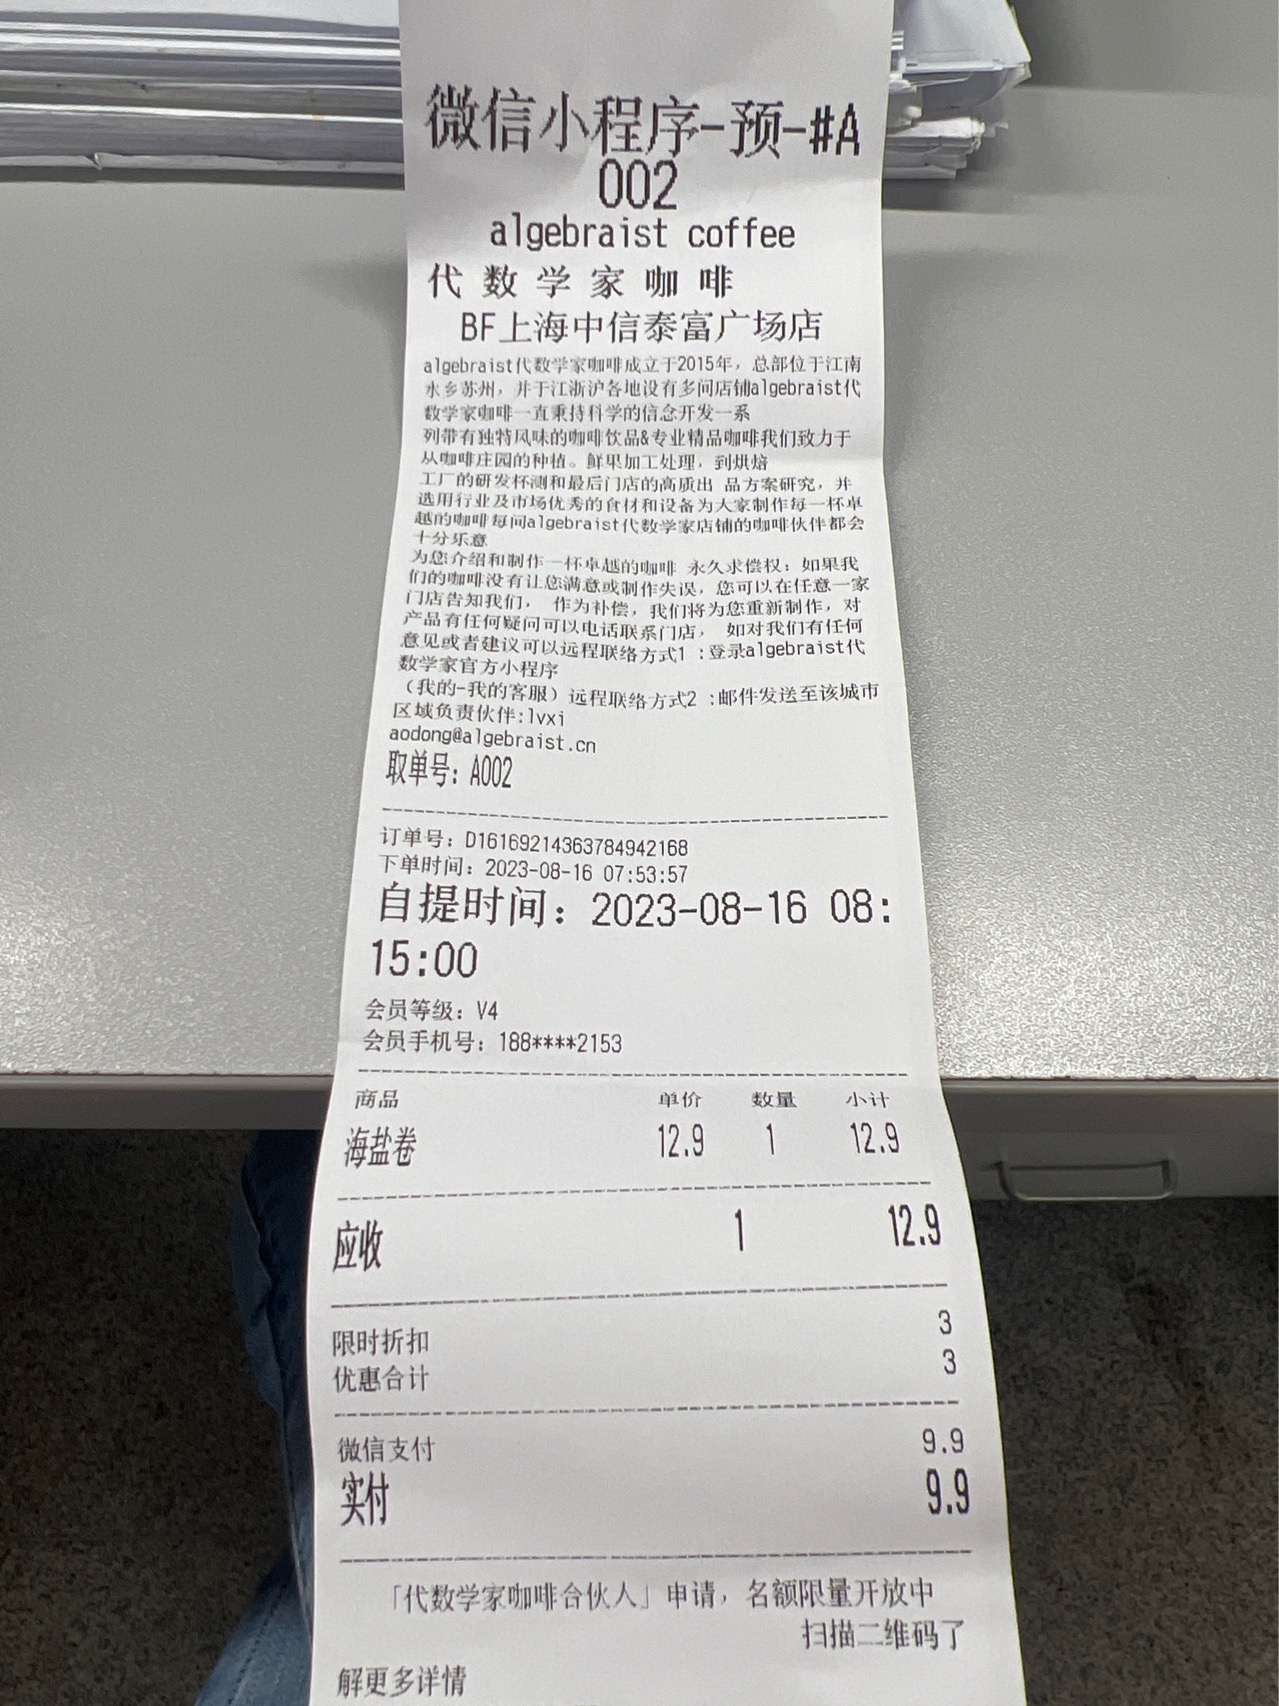 微信小程序-预-#A
002
algebraist coffee
代数学家咖啡
BF上海中信泰富广场店
algebraist代数学家咖啡成立于2015年，总部位于江南
水乡苏州，并于江浙沪各地设有多间店铺algebraist代
数学家咖啡一直秉持科学的信念开发一系
列带有独特风味的咖啡饮品&专业精品咖啡我们致力于
从咖啡庄园的种植。鲜果加工处理，到烘焙
工厂的研发杯测和最后门店的高质出 品方案研究，并
选用行业及市场优秀的食材和设备为大家制作每一杯卓
越的咖啡每间algebraist代数学家店铺的咖啡伙伴都会
十分乐意
为您介绍和制作一杯卓越的咖啡 永久求偿权：如果我
们的咖啡没有让您满意或制作失误，您可以在任意一家
门店告知我们， 作为补偿，我们将为您重新制作，对
产品有任何疑问可以电话联系门店， 如对我们有任何
意见或者建议可以远程联络方式1 :登录algebraist代
数学家官方小程序
（我的-我的客服）远程联络方式2 :邮件发送至该城市
区域负责伙伴:lvxi
aodong@algebraist.cn
取单号：A002
订单号：D16169214363784942168
下单时间：2023-08-16 07:53:57
自提时间：2023-08-16 08:
15:00
会员等级：V4
会员手机号：188****2153
商品 单价 数量 小计
海盐卷 12.9 1 12.9
应收 1 12.9
限时折扣 3
优惠合计 3
微信支付 9.9
实付 9.9
「代数学家咖啡合伙人」申请，名额限量开放中
扫描二维码了
解更多详情